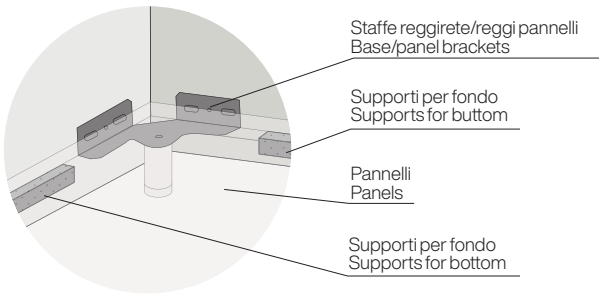 Staffe reggirete/reggi pannelli
Base/panel brackets
Supporti per fondo
Supports for buttom
Pannelli
Panels
Supporti per fondo
Supports for bottom